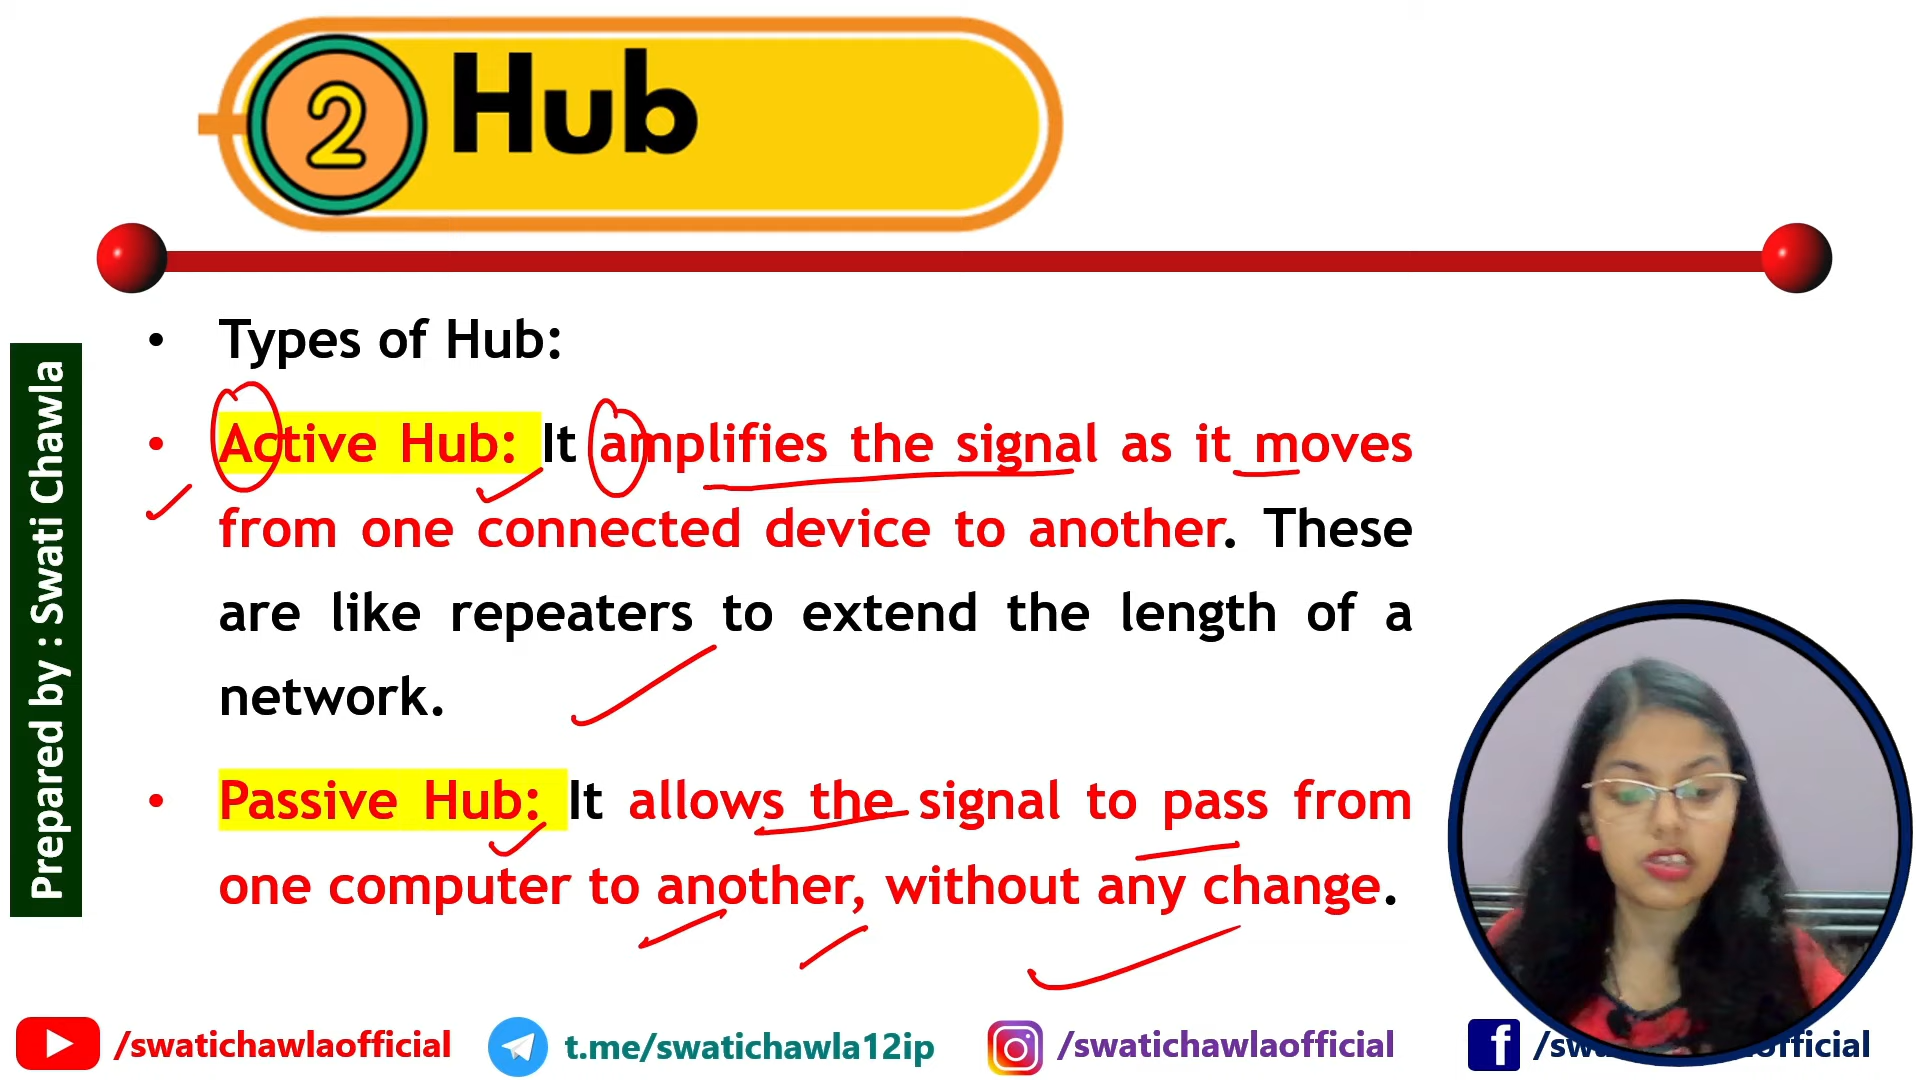 2 Hub
Types of Hub:
Active Hub: It amplifies the signal as it moves
from one connected device to another. These
are like repeaters to extend the length of a
network.
Passive Hub: It allows the signal to pass from
one computer to another, without any change.
Prepared by : Swati Chawla
/swatichawlaofficial
t.me/swatichawla12ip
/swatichawlaofficial